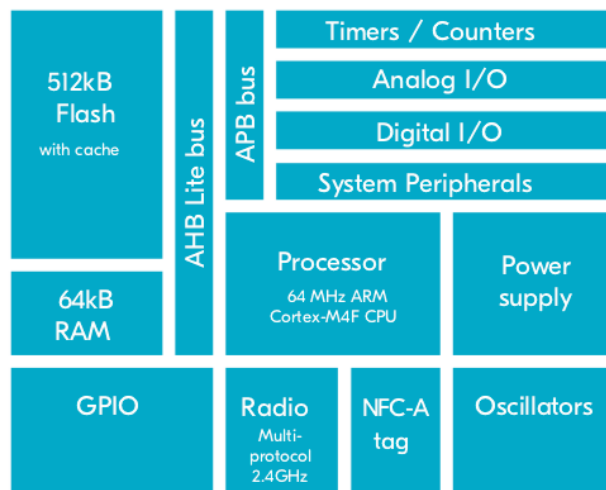 512kB
Flash
with cache
AHB Lite bus
APB bus
Timers / Counters
Analog I/O
Digital I/O
System Peripherals
64kB
RAM
Processor
64 MHz ARM
Cortex-M4F CPU
Power
supply
GPIO
Radio
Multi-
protocol
2.4GHz
NFC-A
tag
Oscillators